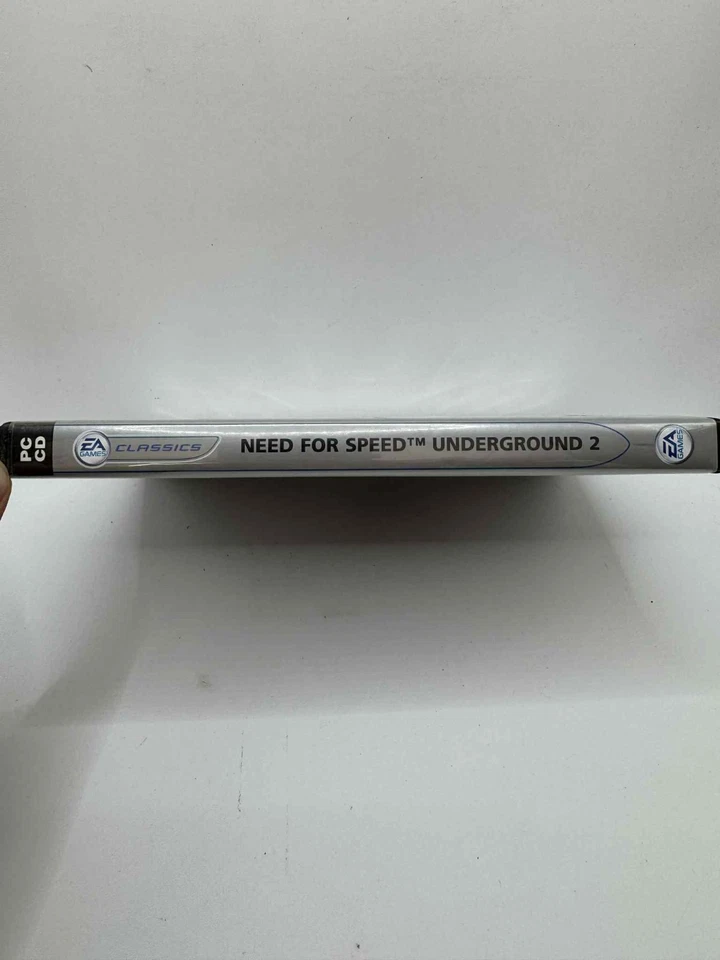 PC
CD
EA
GAMES
CLASSICS
NEED FOR SPEED™ UNDERGROUND 2
EA
GAMES